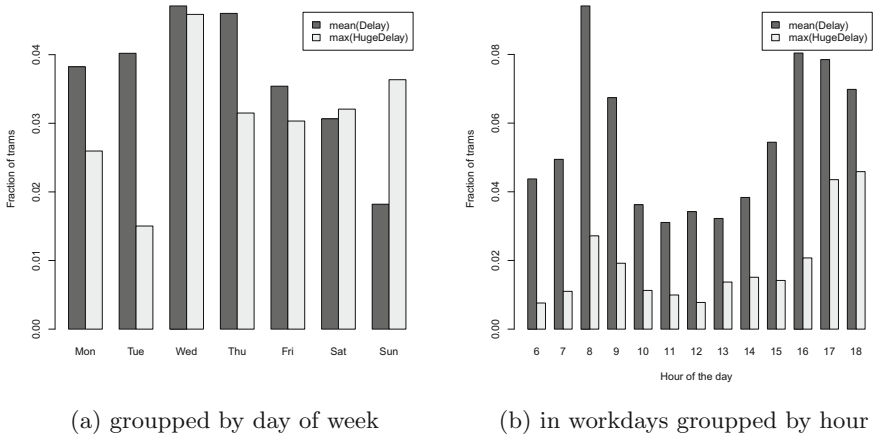 mean(Delay)
max(HugeDelay)
Fraction of trams
0.04
0.03
0.02
0.01
0.00
Mon Tue Wed Thu Fri Sat Sun
(a) groupped by day of week
mean(Delay)
max(HugeDelay)
Fraction of trams
0.08
0.06
0.04
0.02
0.00
6 7 8 9 10 11 12 13 14 15 16 17 18
Hour of the day
(b) in workdays groupped by hour